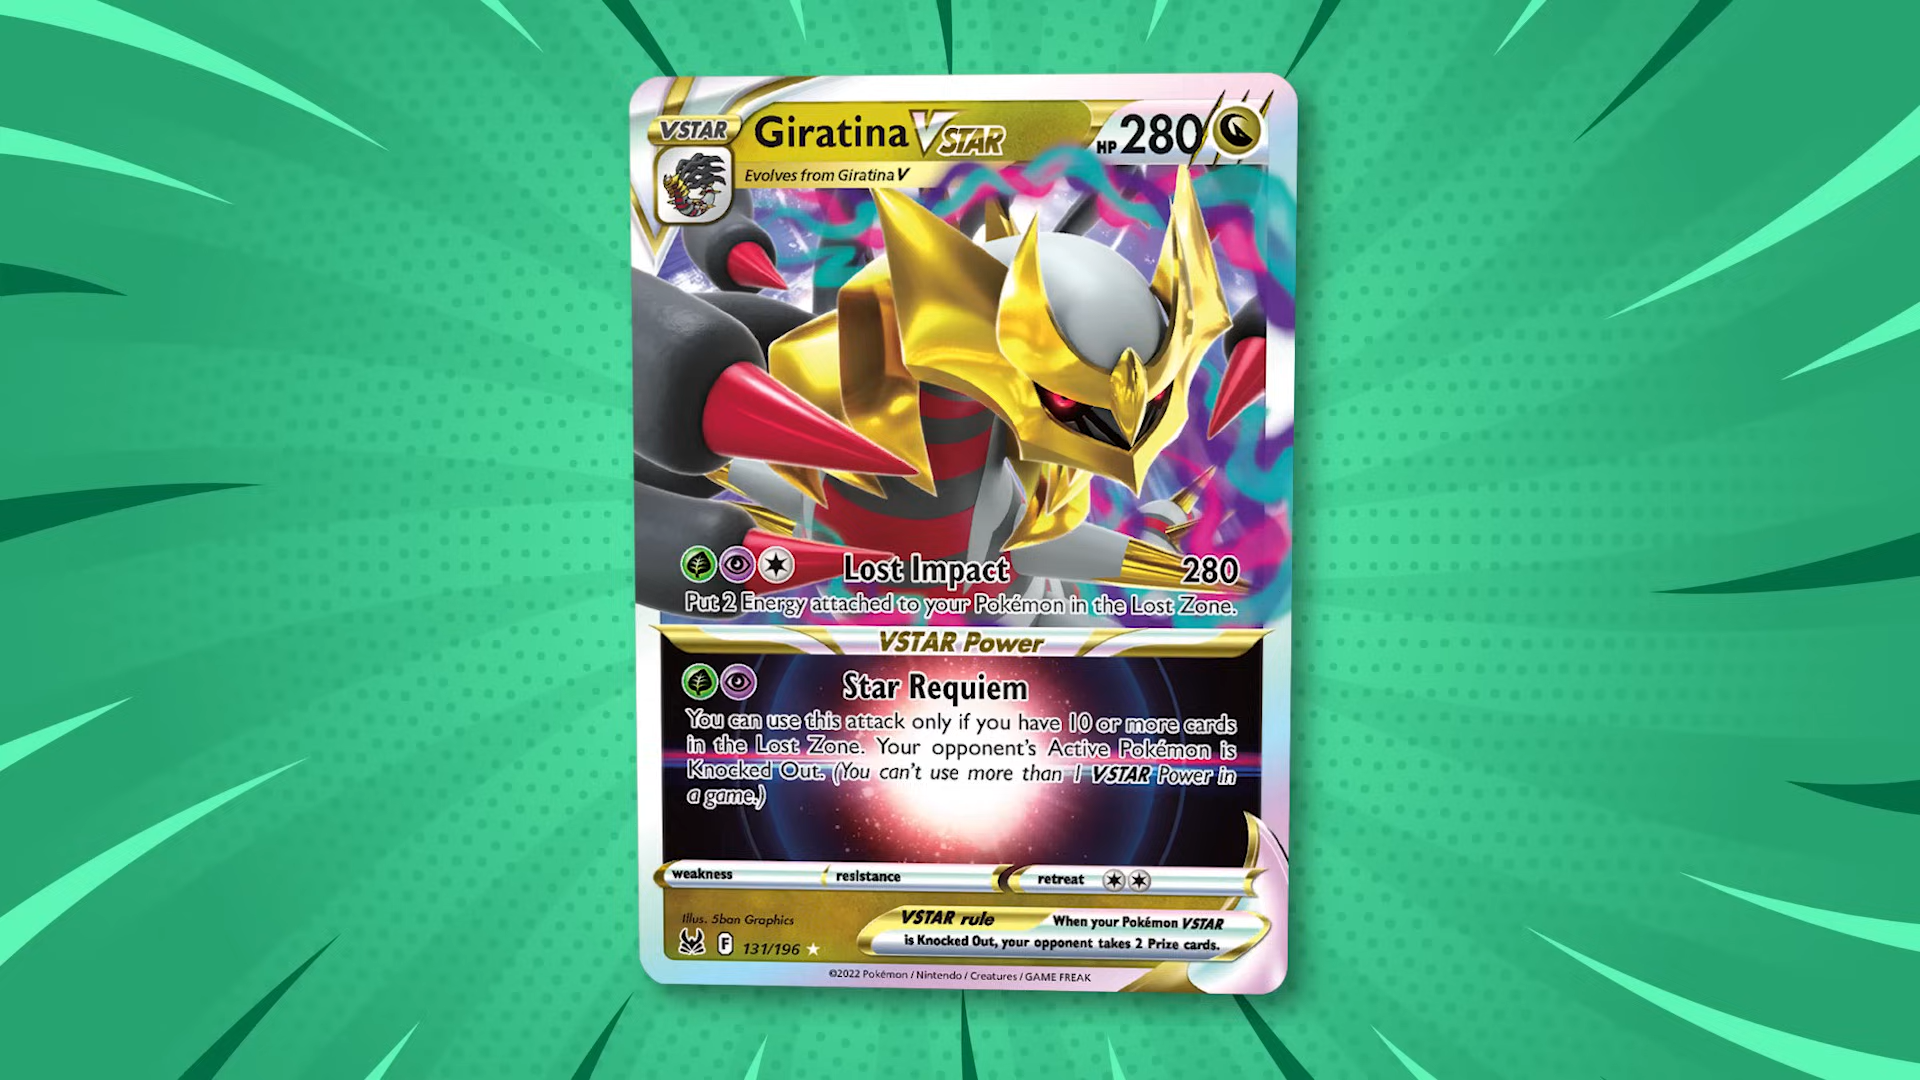 VSTAR
Giratina VSTAR
HP 280
Evolves from Giratina V
Lost Impact 280
Put 2 Energy attached to your Pokémon in the Lost Zone.
VSTAR Power
Star Requiem
You can use this attack only if you have 10 or more cards
in the Lost Zone. Your opponent's Active Pokémon is
Knocked Out. (You can't use more than 1 VSTAR Power in
a game.)
weakness resistance retreat
Illus. 5ban Graphics
F 131/196
VSTAR rule When your Pokémon VSTAR
is Knocked Out, your opponent takes 2 Prize cards.
©2022 Pokémon / Nintendo / Creatures / GAME FREAK